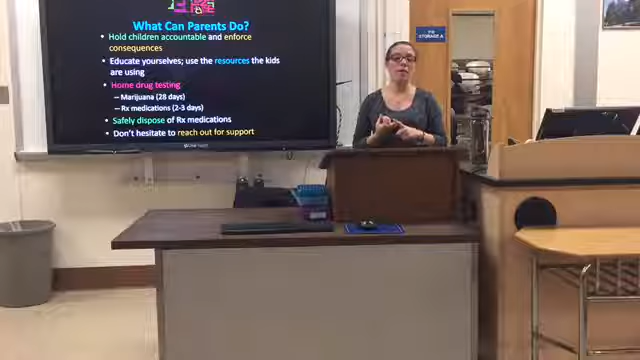 What Can Parents Do?
• Hold children accountable and enforce
consequences
• Educate yourselves; use the resources the kids
are using
• Home drug testing
– Marijuana (28 days)
– Rx medications (2-3 days)
• Safely dispose of Rx medications
• Don't hesitate to reach out for support
STORAGE A